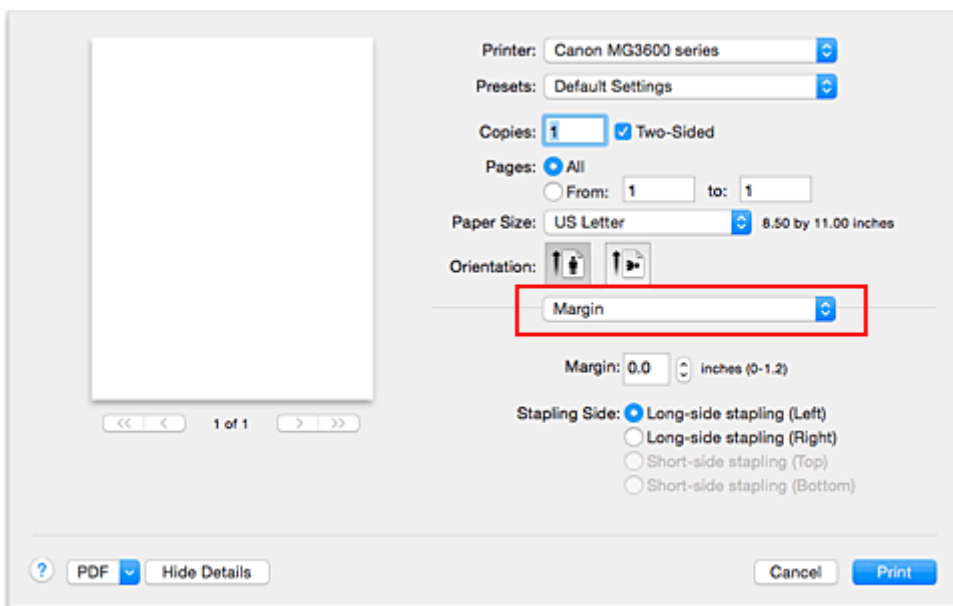 Printer: Canon MG3600 series
Presets: Default Settings
Copies: 1 Two-Sided
Pages: All
From: 1 to: 1
Paper Size: US Letter 8.50 by 11.00 inches
Orientation:
Margin
Margin: 0.0 inches (0-1.2)
Stapling Side: Long-side stapling (Left)
Long-side stapling (Right)
Short-side stapling (Top)
Short-side stapling (Bottom)
<< < 1 of 1 > >>
? PDF Hide Details Cancel Print